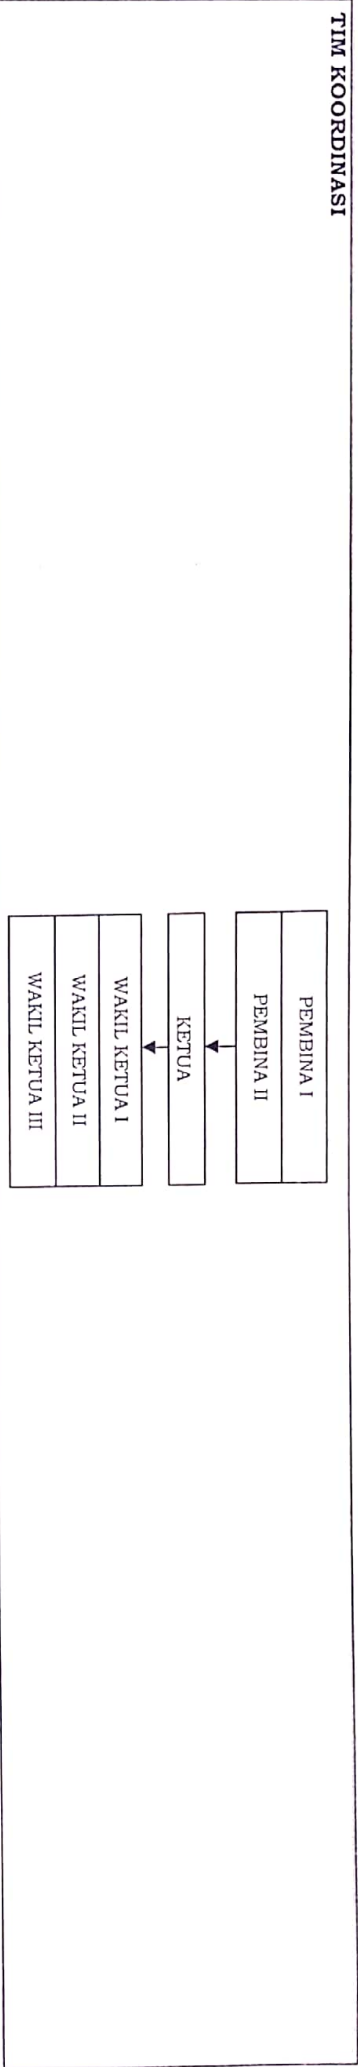 TIM KOORDINASI
PEMBINA I
PEMBINA II
KETUA
WAKIL KETUA I
WAKIL KETUA II
WAKIL KETUA III